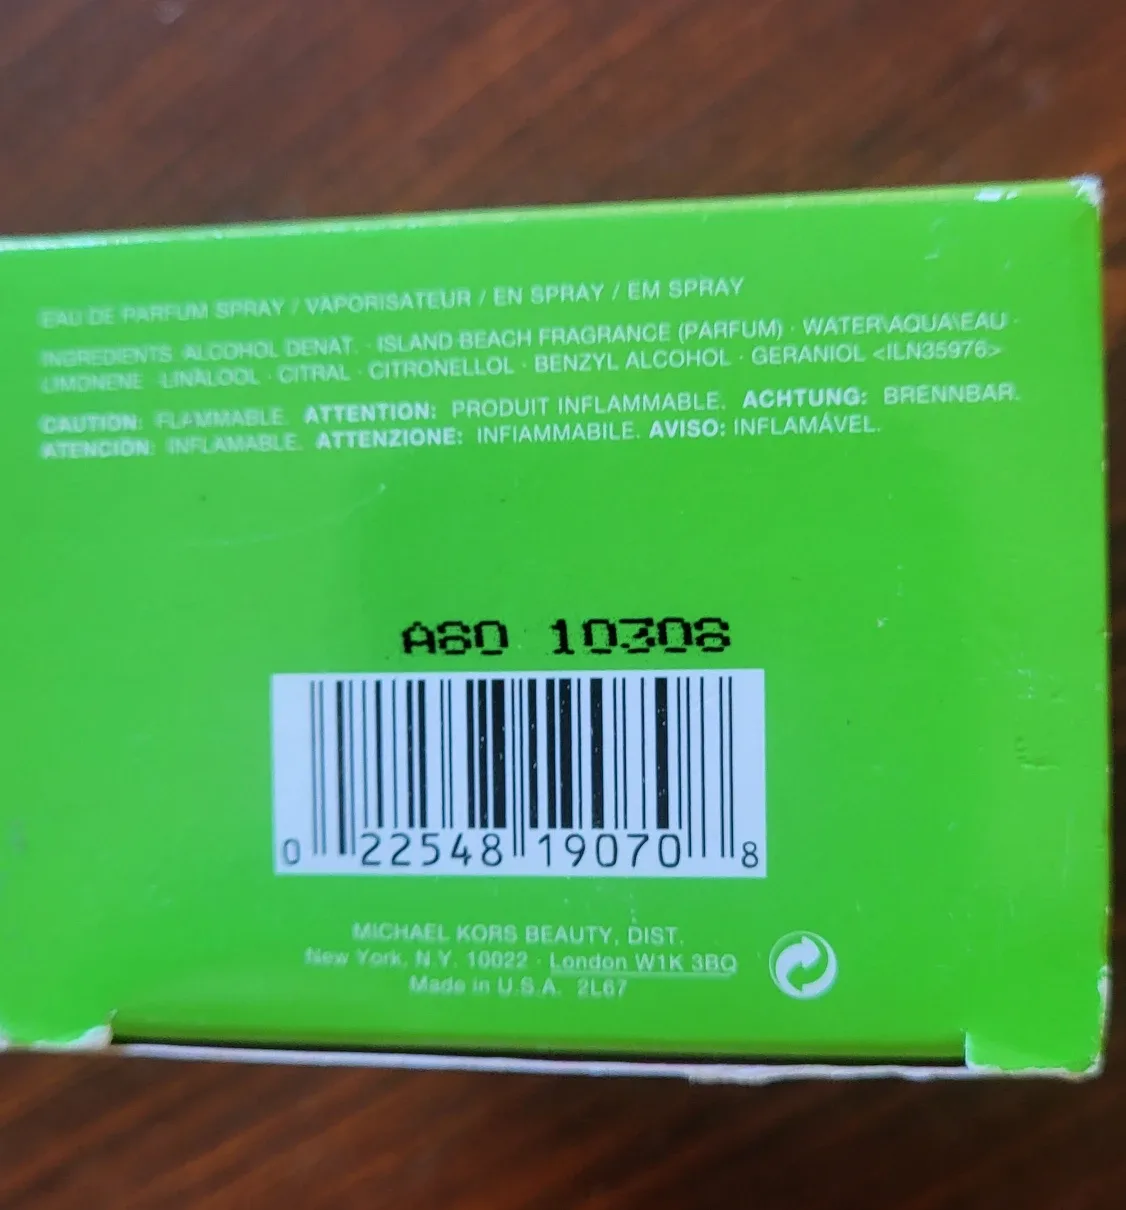 EAU DE PARFUM SPRAY / VAPORISATEUR / EN SPRAY / EM SPRAY
INGREDIENTS ALCOHOL DENAT. · ISLAND BEACH FRAGRANCE (PARFUM) · WATER\AQUA\EAU ·
LIMONENE · LINALOOL · CITRAL · CITRONELLOL · BENZYL ALCOHOL · GERANIOL <ILN35976>
CAUTION: FLAMMABLE. ATTENTION: PRODUIT INFLAMMABLE. ACHTUNG: BRENNBAR.
ATENCIÓN: INFLAMABLE. ATTENZIONE: INFIAMMABILE. AVISO: INFLAMÁVEL.
A80 10308
0 22548 19070 8
MICHAEL KORS BEAUTY, DIST.
New York, N.Y. 10022 · London W1K 3BQ
Made in U.S.A. 2L67